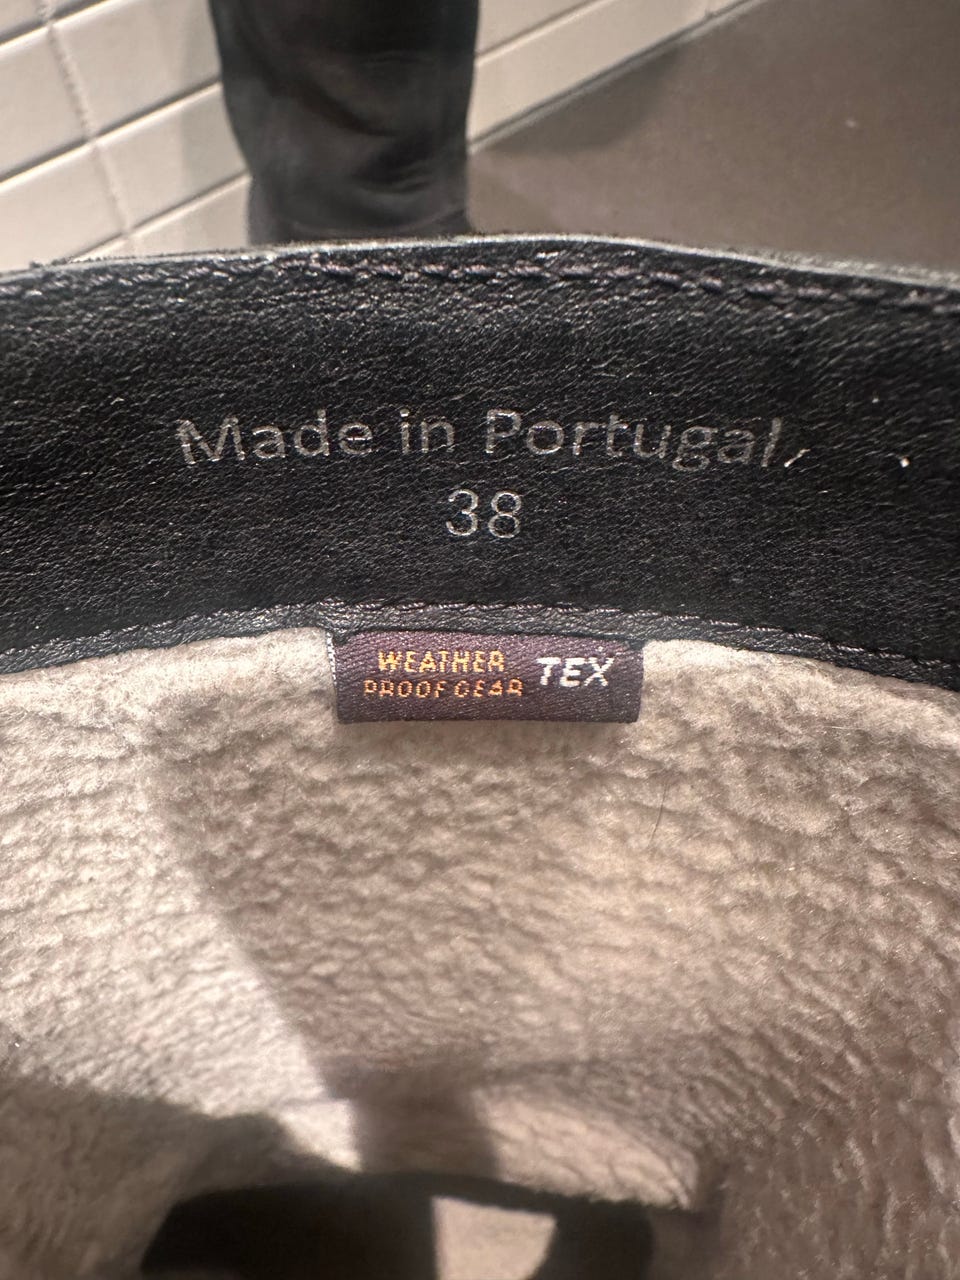 Made in Portugal,
38
WEATHER
PROOF GEAR TEX